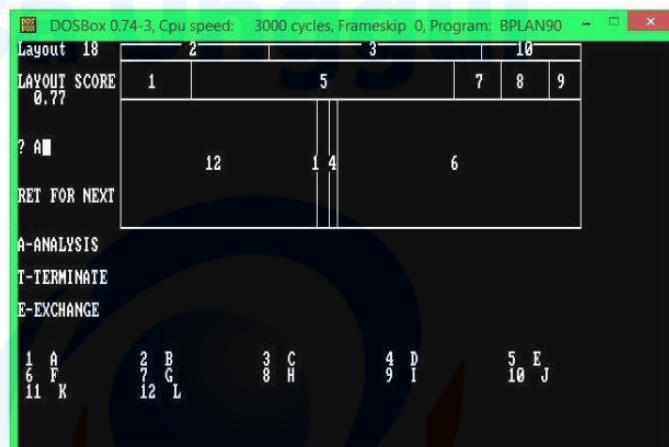 DOSBox 0.74-3, Cpu speed: 3000 cycles, Frameskip 0, Program: BPLAN90
Layout 18 2 3 10
LAYOUT SCORE 1 5 7 8 9
0.77
? A
12 1 4 6
RET FOR NEXT
A-ANALYSIS
T-TERMINATE
E-EXCHANGE
1 A 2 B 3 C 4 D 5 E
6 F 7 G 8 H 9 I 10 J
11 K 12 L